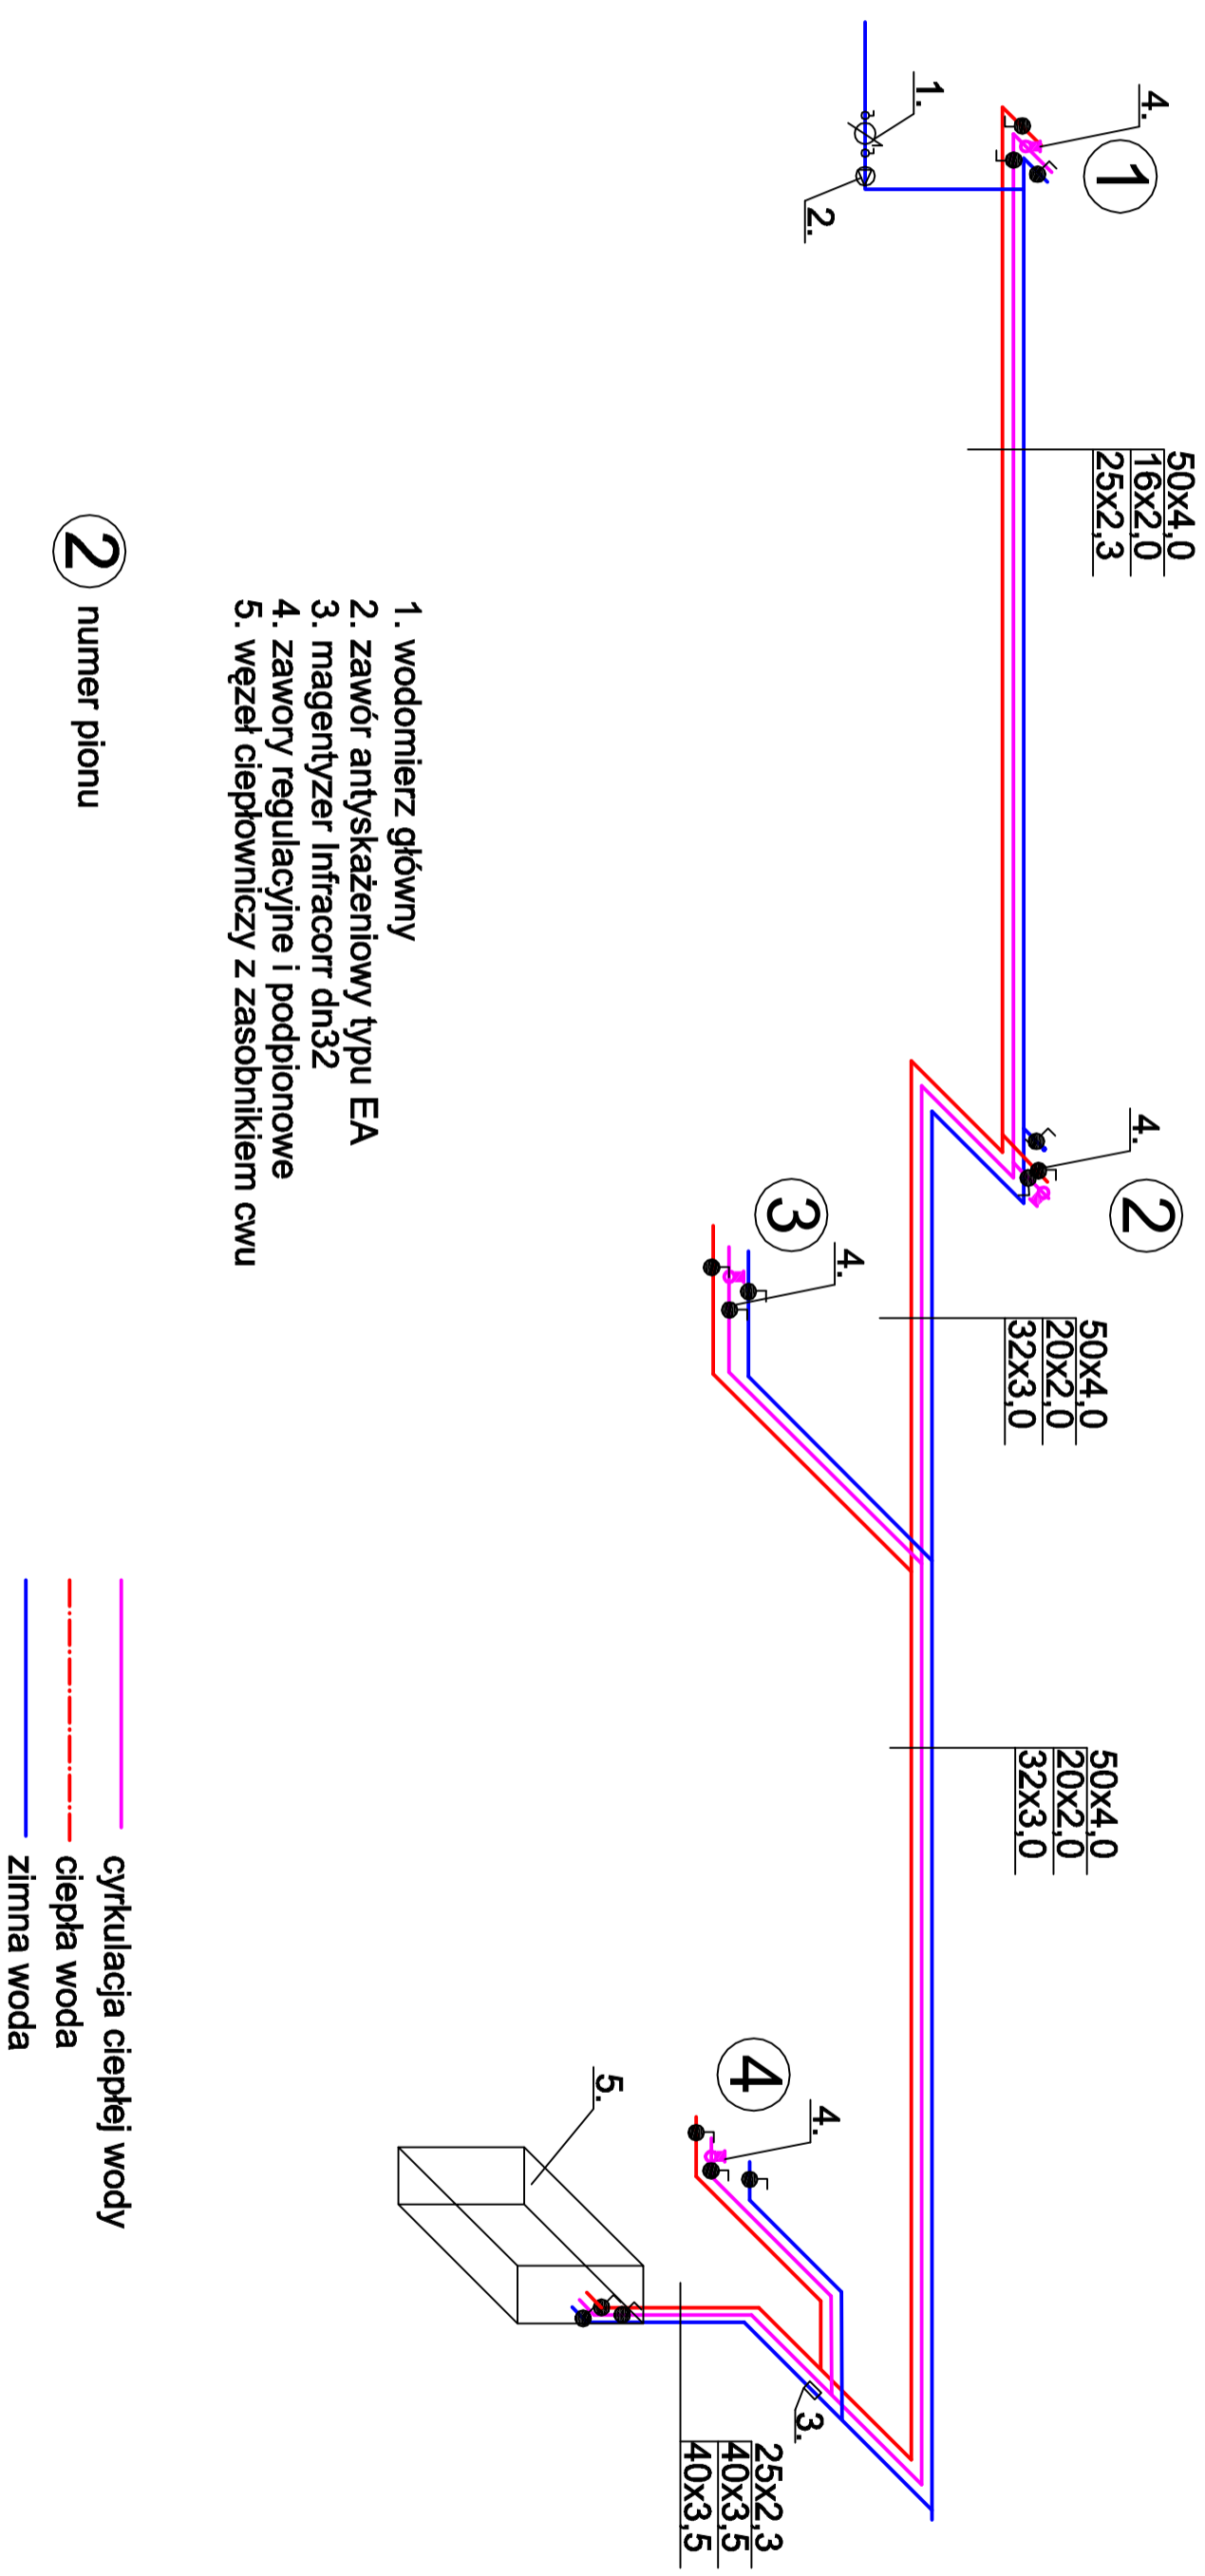 4.
1
1.
2.
50x4,0
16x2,0
25x2,3
4.
2
3
4.
50x4,0
20x2,0
32x3,0
50x4,0
20x2,0
32x3,0
4
4.
5.
3.
25x2,3
40x3,5
40x3,5
1. wodomierz główny
2. zawór antyskażeniowy typu EA
3. magentyzer Infracorr dn32
4. zawory regulacyjne i podpionowe
5. węzeł ciepłowniczy z zasobnikiem cwu
2 numer pionu
cyrkulacja ciepłej wody
ciepła woda
zimna woda